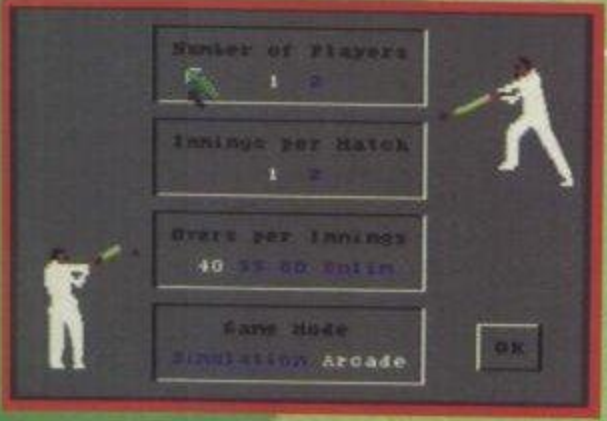 Number of Players
1 2
Innings per Match
1 2
Overs per Innings
40 55 60 Unlim
Game Mode
Simulation Arcade
OK